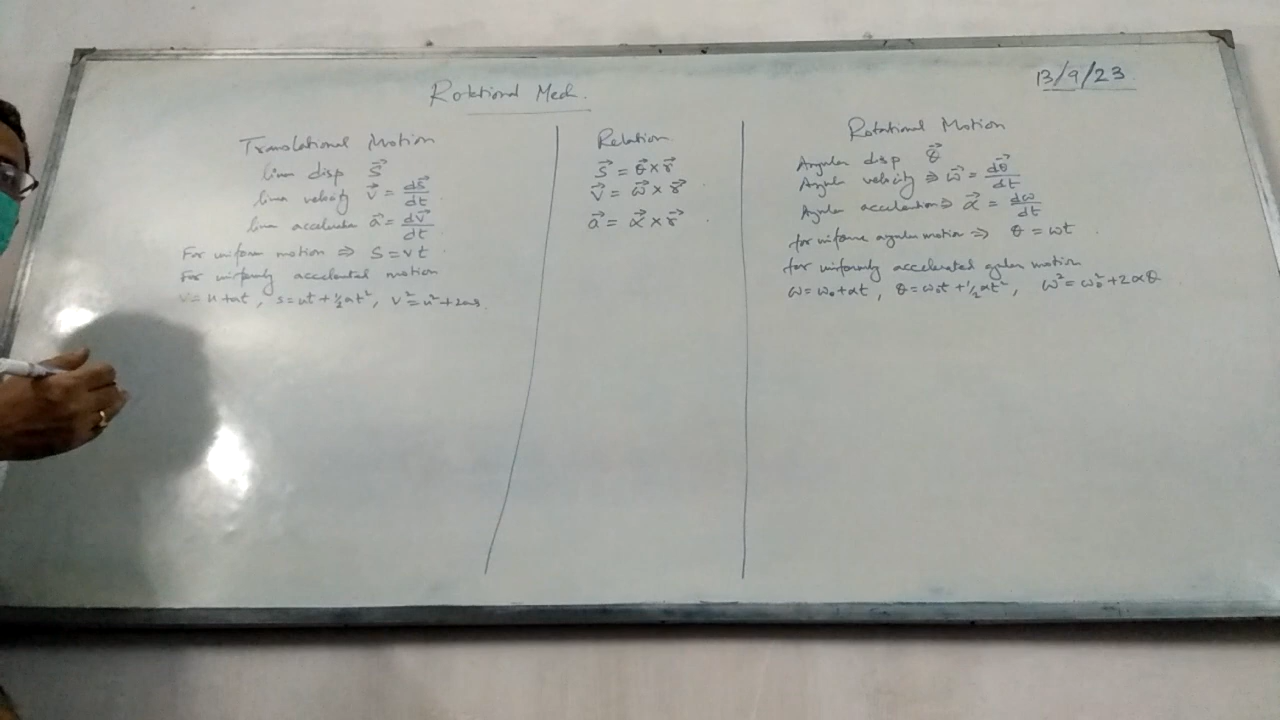 Rotational Mech.
13/9/23
Translational Motion
linear disp s⃗
linear velocity v⃗ = ds⃗/dt
linear acceleration a⃗ = dv⃗/dt
For uniform motion ⇒ S = vt
For uniformly accelerated motion
v = u + at, s = ut + ½at², v² = u² + 2as
Relation
s⃗ = θ⃗ × r⃗
v⃗ = ω⃗ × r⃗
a⃗ = α⃗ × r⃗
Rotational Motion
Angular disp θ⃗
Angular velocity ⇒ ω⃗ = dθ⃗/dt
Angular acceleration ⇒ α⃗ = dω/dt
for uniform angular motion ⇒ θ = ωt
for uniformly accelerated angular motion
ω = ω₀ + αt, θ = ω₀t + ½αt², ω² = ω₀² + 2αθ